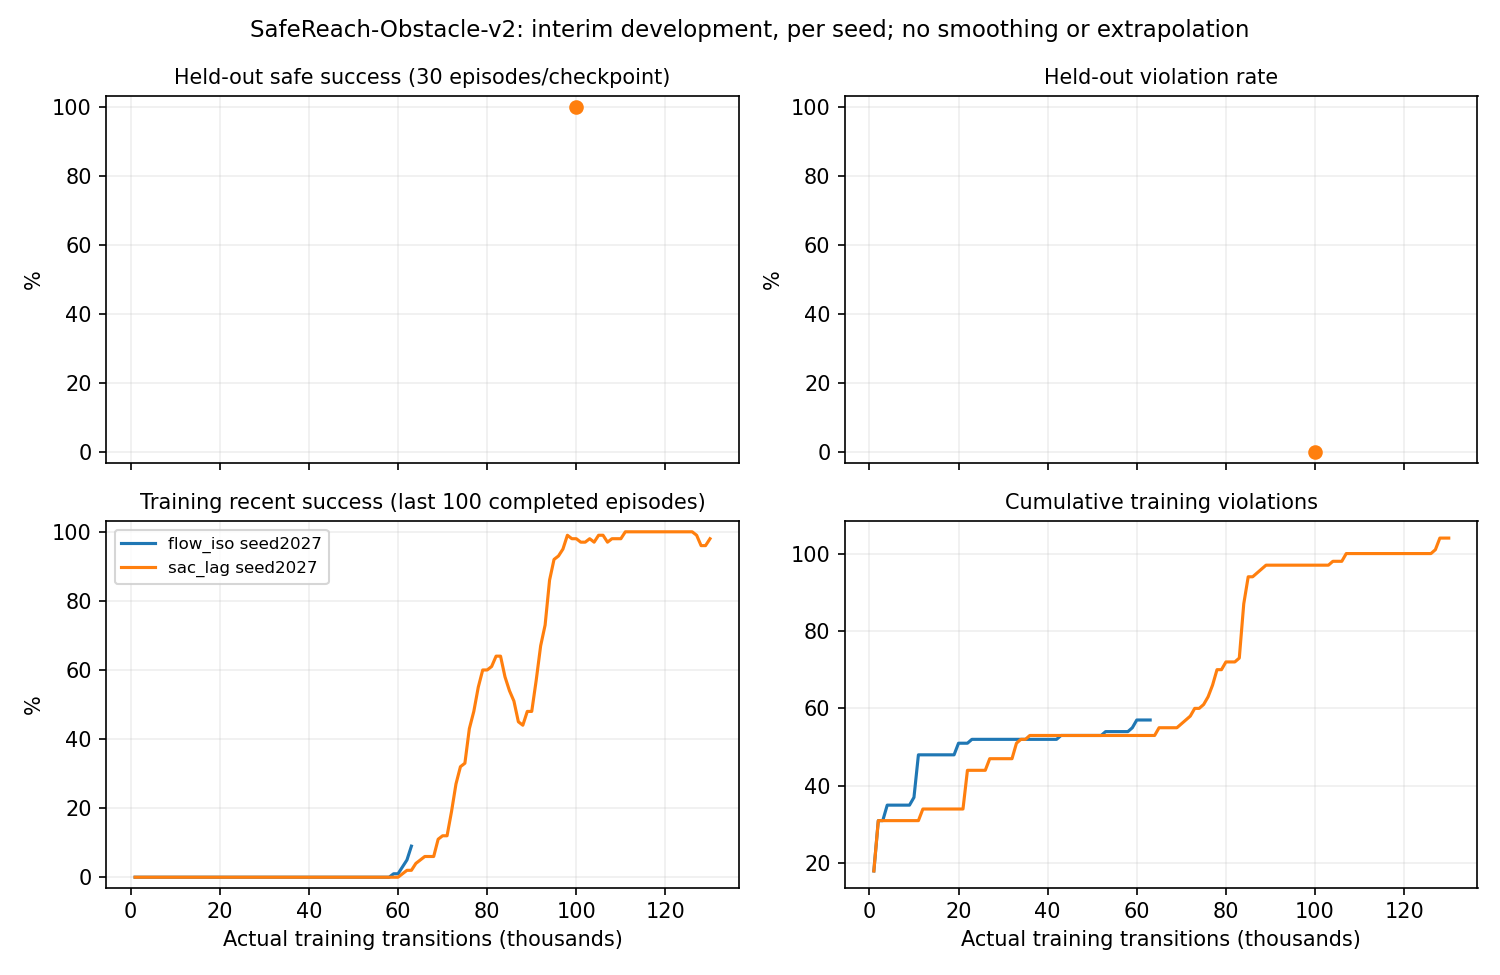 SafeReach-Obstacle-v2: interim development, per seed; no smoothing or extrapolation
Held-out safe success (30 episodes/checkpoint)
100
80
60
40
20
0
%
Held-out violation rate
100
80
60
40
20
0
%
Training recent success (last 100 completed episodes)
flow_iso seed2027
sac_lag seed2027
100
80
60
40
20
0
%
0 20 40 60 80 100 120
Actual training transitions (thousands)
Cumulative training violations
100
80
60
40
20
0 20 40 60 80 100 120
Actual training transitions (thousands)